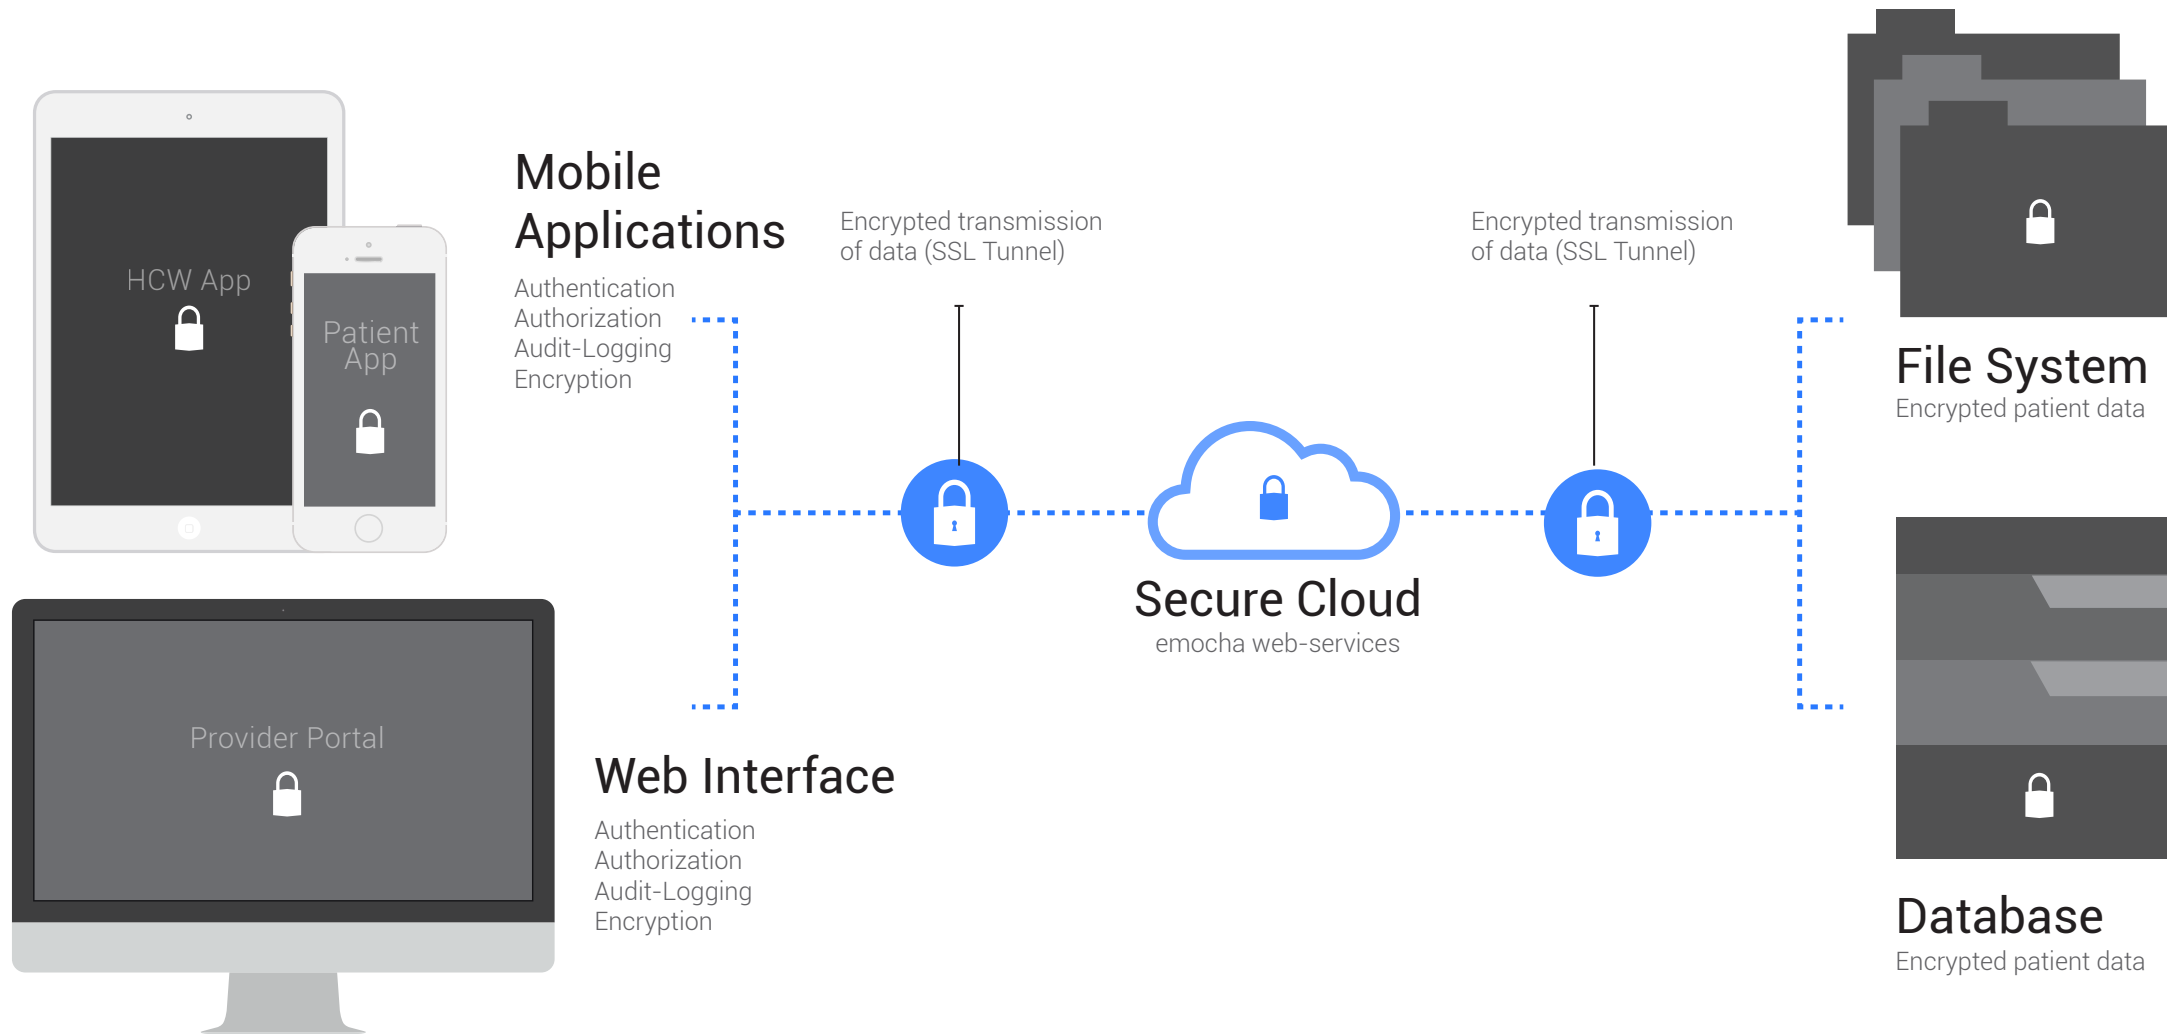 HCW App
Patient
App
Mobile
Applications
Authentication
Authorization
Audit-Logging
Encryption
Provider Portal
Web Interface
Authentication
Authorization
Audit-Logging
Encryption
Encrypted transmission
of data (SSL Tunnel)
Secure Cloud
emocha web-services
Encrypted transmission
of data (SSL Tunnel)
File System
Encrypted patient data
Database
Encrypted patient data